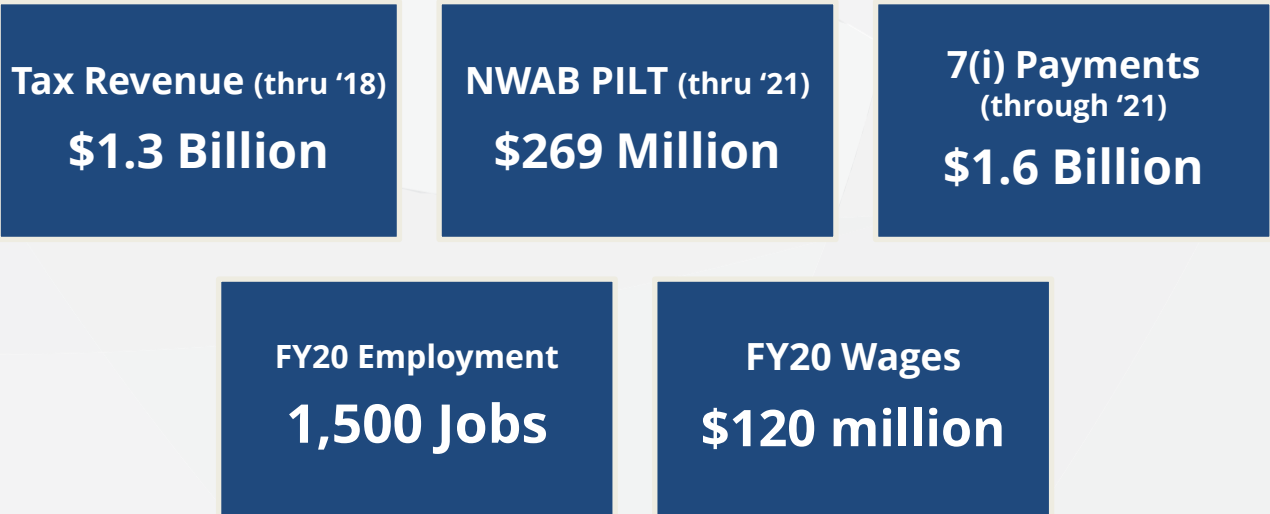 Tax Revenue (thru ‘18)
$1.3 Billion
NWAB PILT (thru ‘21)
$269 Million
7(i) Payments
(through ‘21)
$1.6 Billion
FY20 Employment
1,500 Jobs
FY20 Wages
$120 million